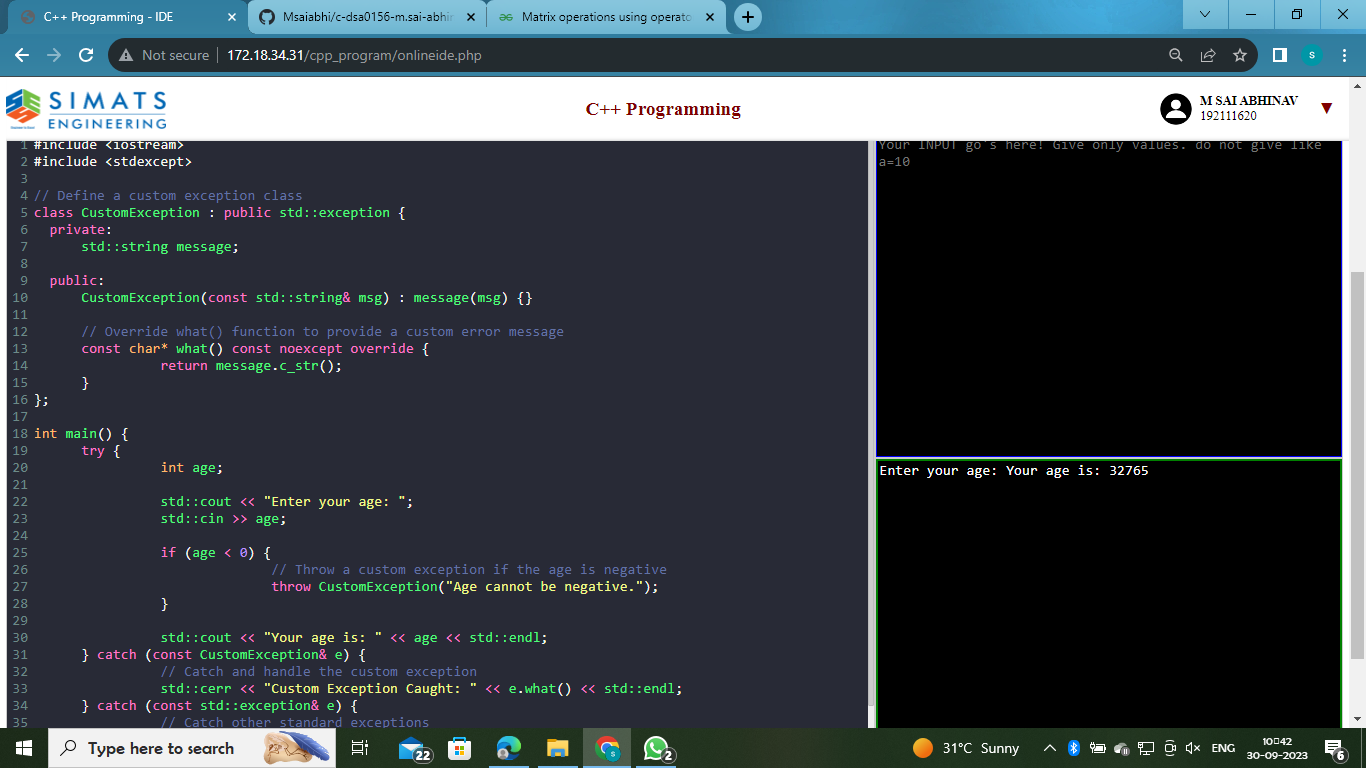 C++ Programming - IDE
Msaiabhi/c-dsa0156-m.sai-abhin
Matrix operations using operato
Not secure
172.18.34.31/cpp_program/onlineide.php
S
SIMATS
ENGINEERING
C++ Programming
M SAI ABHINAV
192111620
1 #include <iostream>
2 #include <stdexcept>
3
4 // Define a custom exception class
5 class CustomException : public std::exception {
6 private:
7 std::string message;
8
9 public:
10 CustomException(const std::string& msg) : message(msg) {}
11
12 // Override what() function to provide a custom error message
13 const char* what() const noexcept override {
14 return message.c_str();
15 }
16 };
17
18 int main() {
19 try {
20 int age;
21
22 std::cout << "Enter your age: ";
23 std::cin >> age;
24
25 if (age < 0) {
26 // Throw a custom exception if the age is negative
27 throw CustomException("Age cannot be negative.");
28 }
29
30 std::cout << "Your age is: " << age << std::endl;
31 } catch (const CustomException& e) {
32 // Catch and handle the custom exception
33 std::cerr << "Custom Exception Caught: " << e.what() << std::endl;
34 } catch (const std::exception& e) {
35 // Catch other standard exceptions
Your INPUT go's here! Give only values. do not give like
a=10
Enter your age: Your age is: 32765
Type here to search
22
S
2
31°C Sunny
ENG
10:42
30-09-2023
6